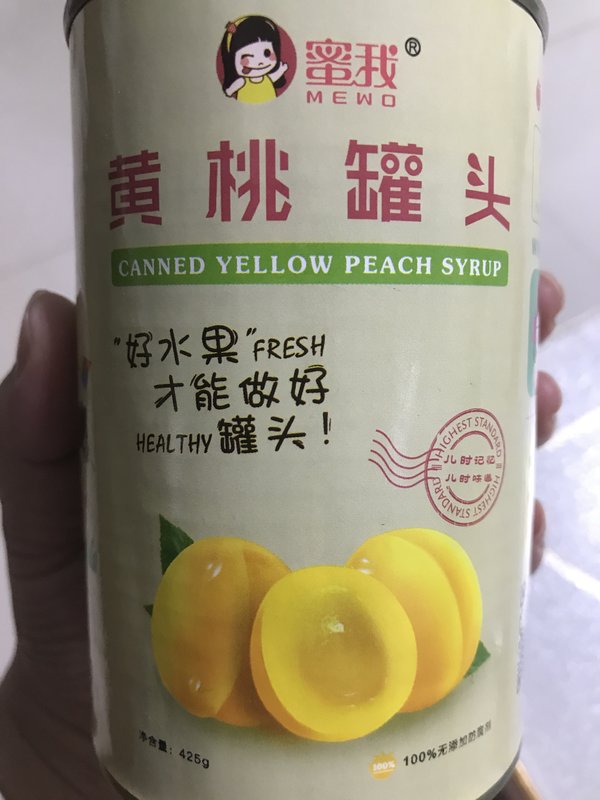 蜜我®
MEWO
黄桃罐头
CANNED YELLOW PEACH SYRUP
"好水果"FRESH
才能做好
HEALTHY罐头!
HIGHEST STANDARD
儿时记忆
儿时味道
HIGHEST STANDARD
净含量: 425g
100%
100%无添加防腐剂